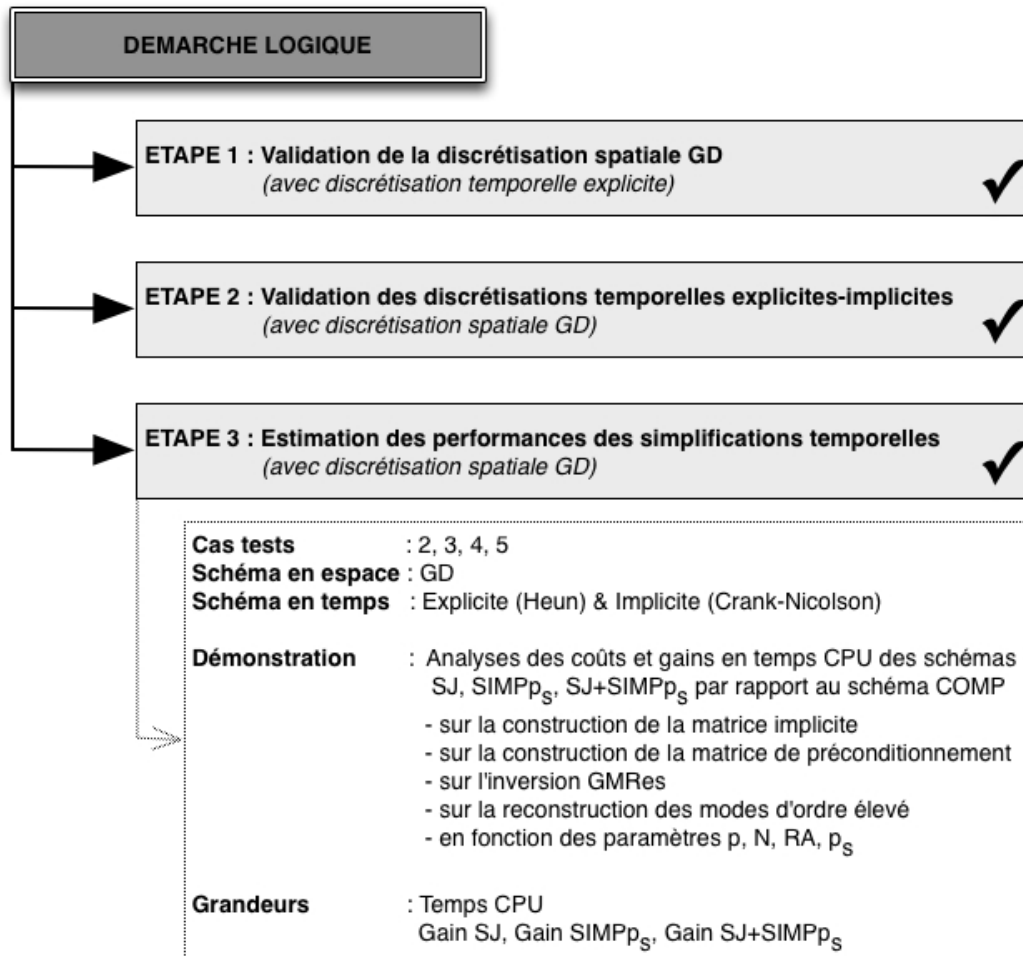 DEMARCHE LOGIQUE
ETAPE 1 : Validation de la discrétisation spatiale GD
(avec discrétisation temporelle explicite)
ETAPE 2 : Validation des discrétisations temporelles explicites-implicites
(avec discrétisation spatiale GD)
ETAPE 3 : Estimation des performances des simplifications temporelles
(avec discrétisation spatiale GD)
Cas tests : 2, 3, 4, 5
Schéma en espace : GD
Schéma en temps : Explicite (Heun) & Implicite (Crank-Nicolson)
Démonstration : Analyses des coûts et gains en temps CPU des schémas
SJ, SIMPpS, SJ+SIMPpS par rapport au schéma COMP
- sur la construction de la matrice implicite
- sur la construction de la matrice de préconditionnement
- sur l'inversion GMRes
- sur la reconstruction des modes d'ordre élevé
- en fonction des paramètres p, N, RA, pS
Grandeurs : Temps CPU
Gain SJ, Gain SIMPpS, Gain SJ+SIMPpS